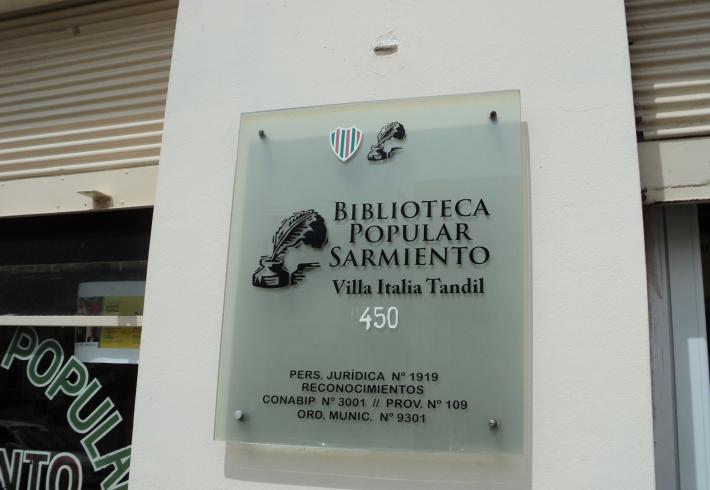 BIBLIOTECA
POPULAR
SARMIENTO
Villa Italia Tandil
450
PERS. JURÍDICA Nº 1919
RECONOCIMIENTOS
CONABIP Nº 3001 // PROV. Nº 109
ORD. MUNIC. Nº 9301
POPULAR
NTO